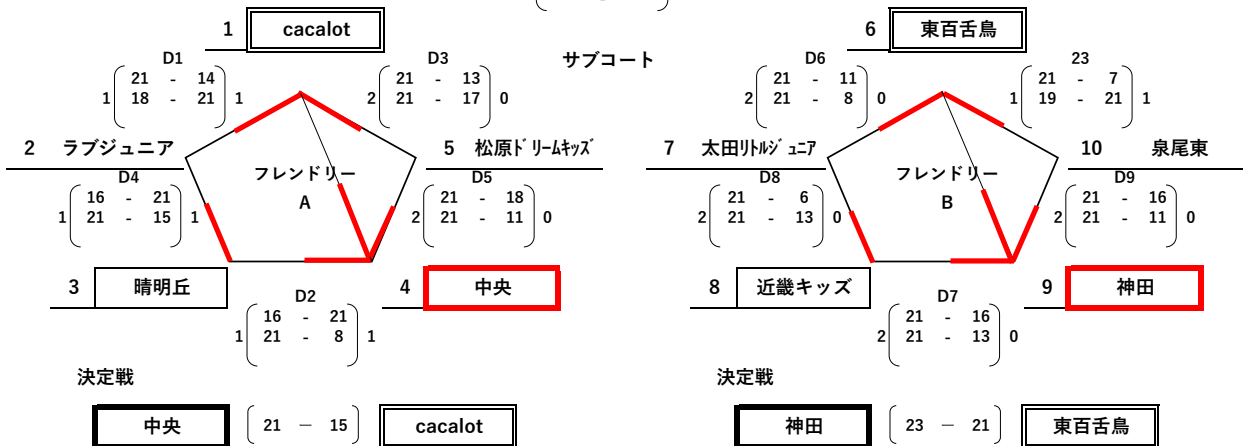 1 cacalot
6 東百舌鳥
サブコート
D1
21 - 14
1 18 - 21 1
D3
21 - 13
2 21 - 17 0
D6
21 - 11
2 21 - 8 0
23
21 - 7
1 19 - 21 1
2 ラブジュニア
5 松原ドリームキッズ
7 太田リトルジュニア
10 泉尾東
フレンドリー
A
フレンドリー
B
D4
16 - 21
1 21 - 15 1
D5
21 - 18
2 21 - 11 0
D8
21 - 6
2 21 - 13 0
D9
21 - 16
2 21 - 11 0
3 晴明丘
4 中央
8 近畿キッズ
9 神田
D2
16 - 21
1 21 - 8 1
D7
21 - 16
2 21 - 13 0
決定戦
決定戦
中央 21 － 15 cacalot
神田 23 － 21 東百舌鳥